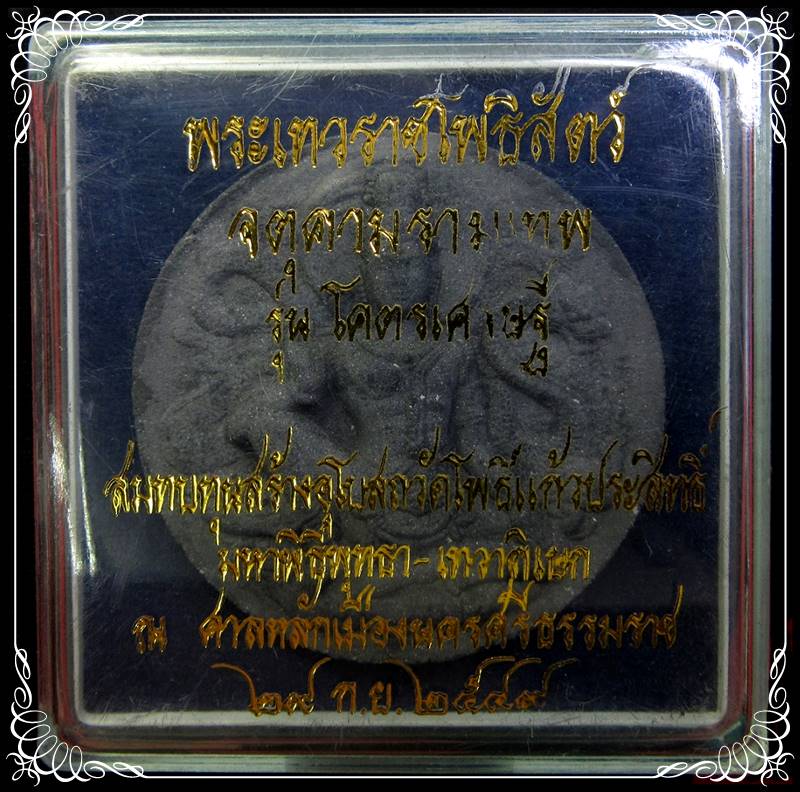 พระเทวราชโพธิสัตว์
จตุคามรามเทพ
รุ่น โคตรเศรษฐี
สมทบทุนสร้างอุโบสถวัดโพธิ์แก้วประสิทธิ์
มหาพิธีพุทธา-เทวาภิเษก
ณ ศาลหลักเมืองนครศรีธรรมราช
๒๙ ก.ย. ๒๕๔๙